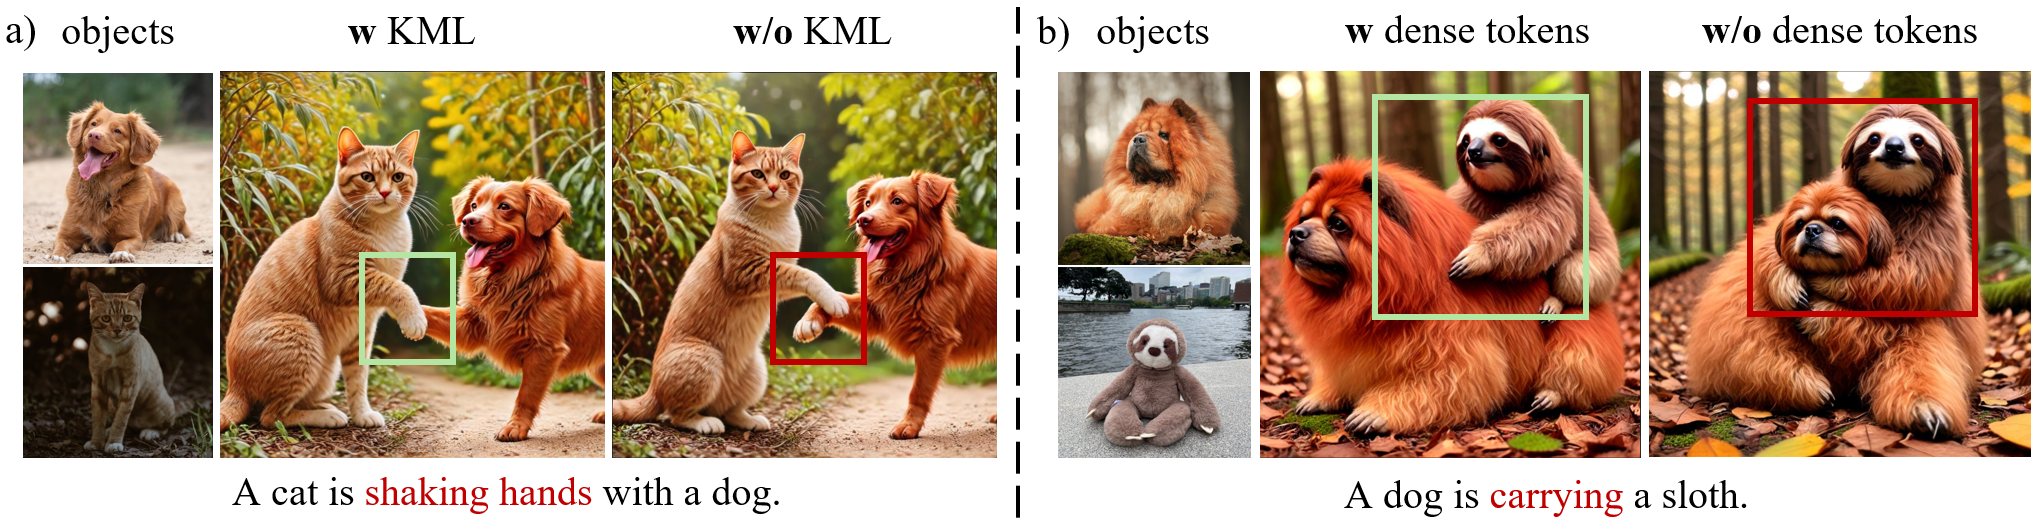 a) objects w KML w/o KML
A cat is shaking hands with a dog.
b) objects w dense tokens w/o dense tokens
A dog is carrying a sloth.